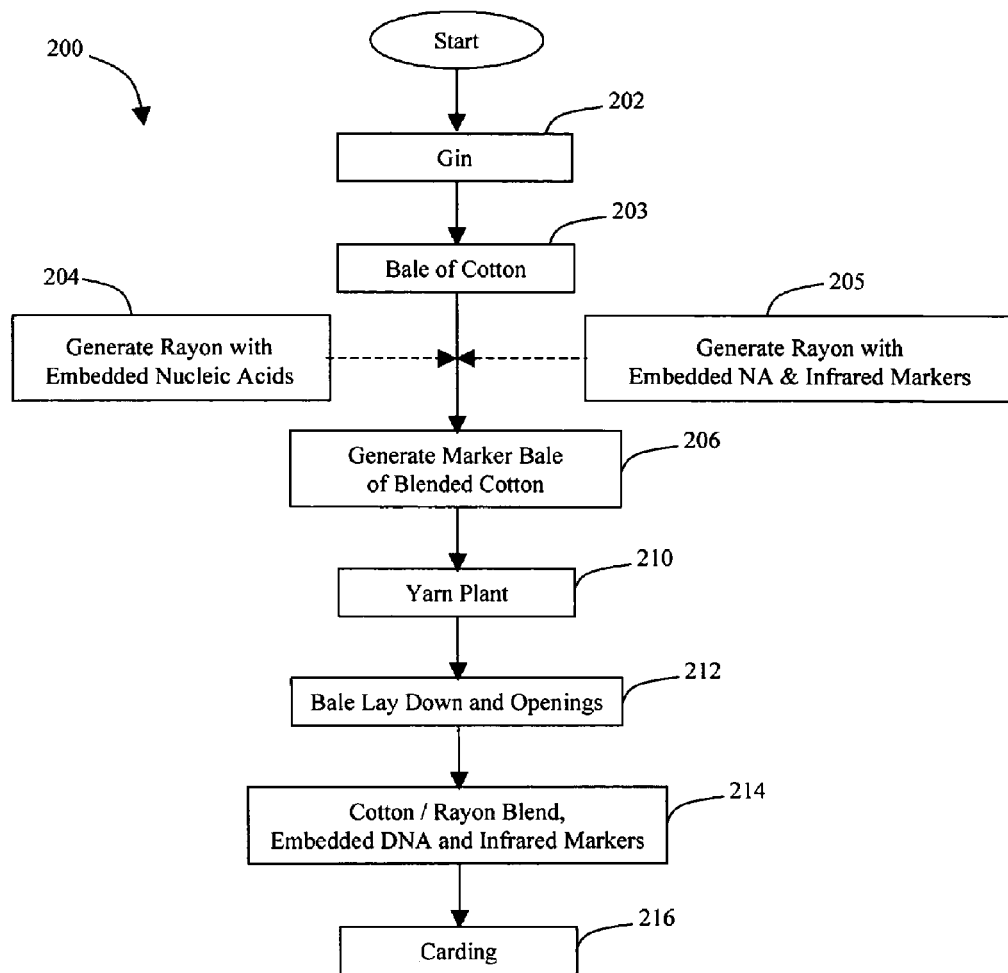 Start
200
202
Gin
203
Bale of Cotton
204
205
Generate Rayon with
Embedded Nucleic Acids
Generate Rayon with
Embedded NA & Infrared Markers
206
Generate Marker Bale
of Blended Cotton
210
Yarn Plant
212
Bale Lay Down and Openings
214
Cotton / Rayon Blend,
Embedded DNA and Infrared Markers
216
Carding